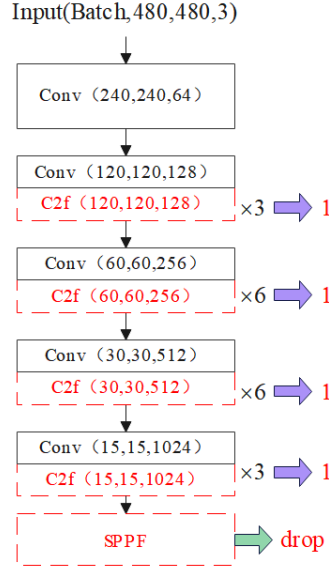 Input(Batch,480,480,3)
Conv（240,240,64）
Conv（120,120,128）
C2f（120,120,128） ×3 1
Conv（60,60,256）
C2f（60,60,256） ×6 1
Conv（30,30,512）
C2f（30,30,512） ×6 1
Conv（15,15,1024）
C2f（15,15,1024） ×3 1
SPPF drop